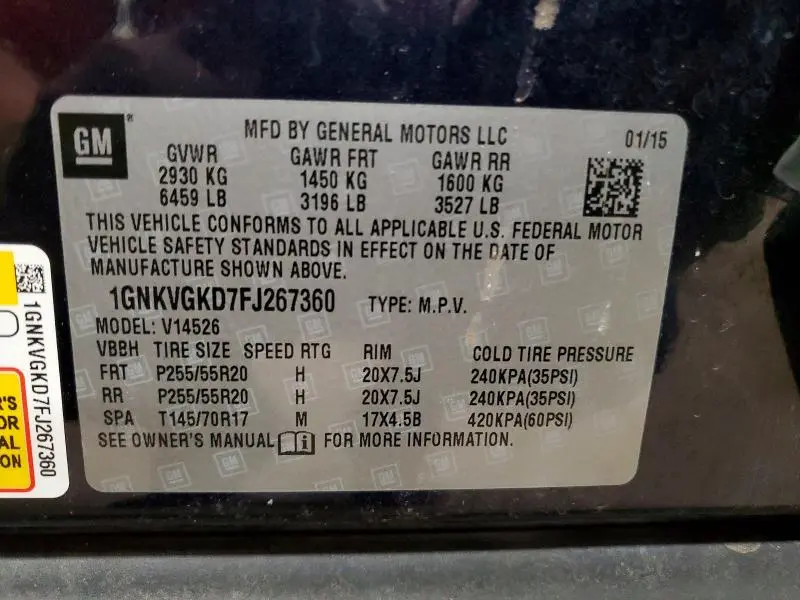 GM
MFD BY GENERAL MOTORS LLC 01/15
GVWR GAWR FRT GAWR RR
2930 KG 1450 KG 1600 KG
6459 LB 3196 LB 3527 LB
THIS VEHICLE CONFORMS TO ALL APPLICABLE U.S. FEDERAL MOTOR
VEHICLE SAFETY STANDARDS IN EFFECT ON THE DATE OF
MANUFACTURE SHOWN ABOVE.
1GNKVGKD7FJ267360 TYPE: M.P.V.
MODEL: V14526
VBBH TIRE SIZE SPEED RTG RIM COLD TIRE PRESSURE
FRT P255/55R20 H 20X7.5J 240KPA(35PSI)
RR P255/55R20 H 20X7.5J 240KPA(35PSI)
SPA T145/70R17 M 17X4.5B 420KPA(60PSI)
SEE OWNER'S MANUAL FOR MORE INFORMATION.
1GNKVGKD7FJ267360